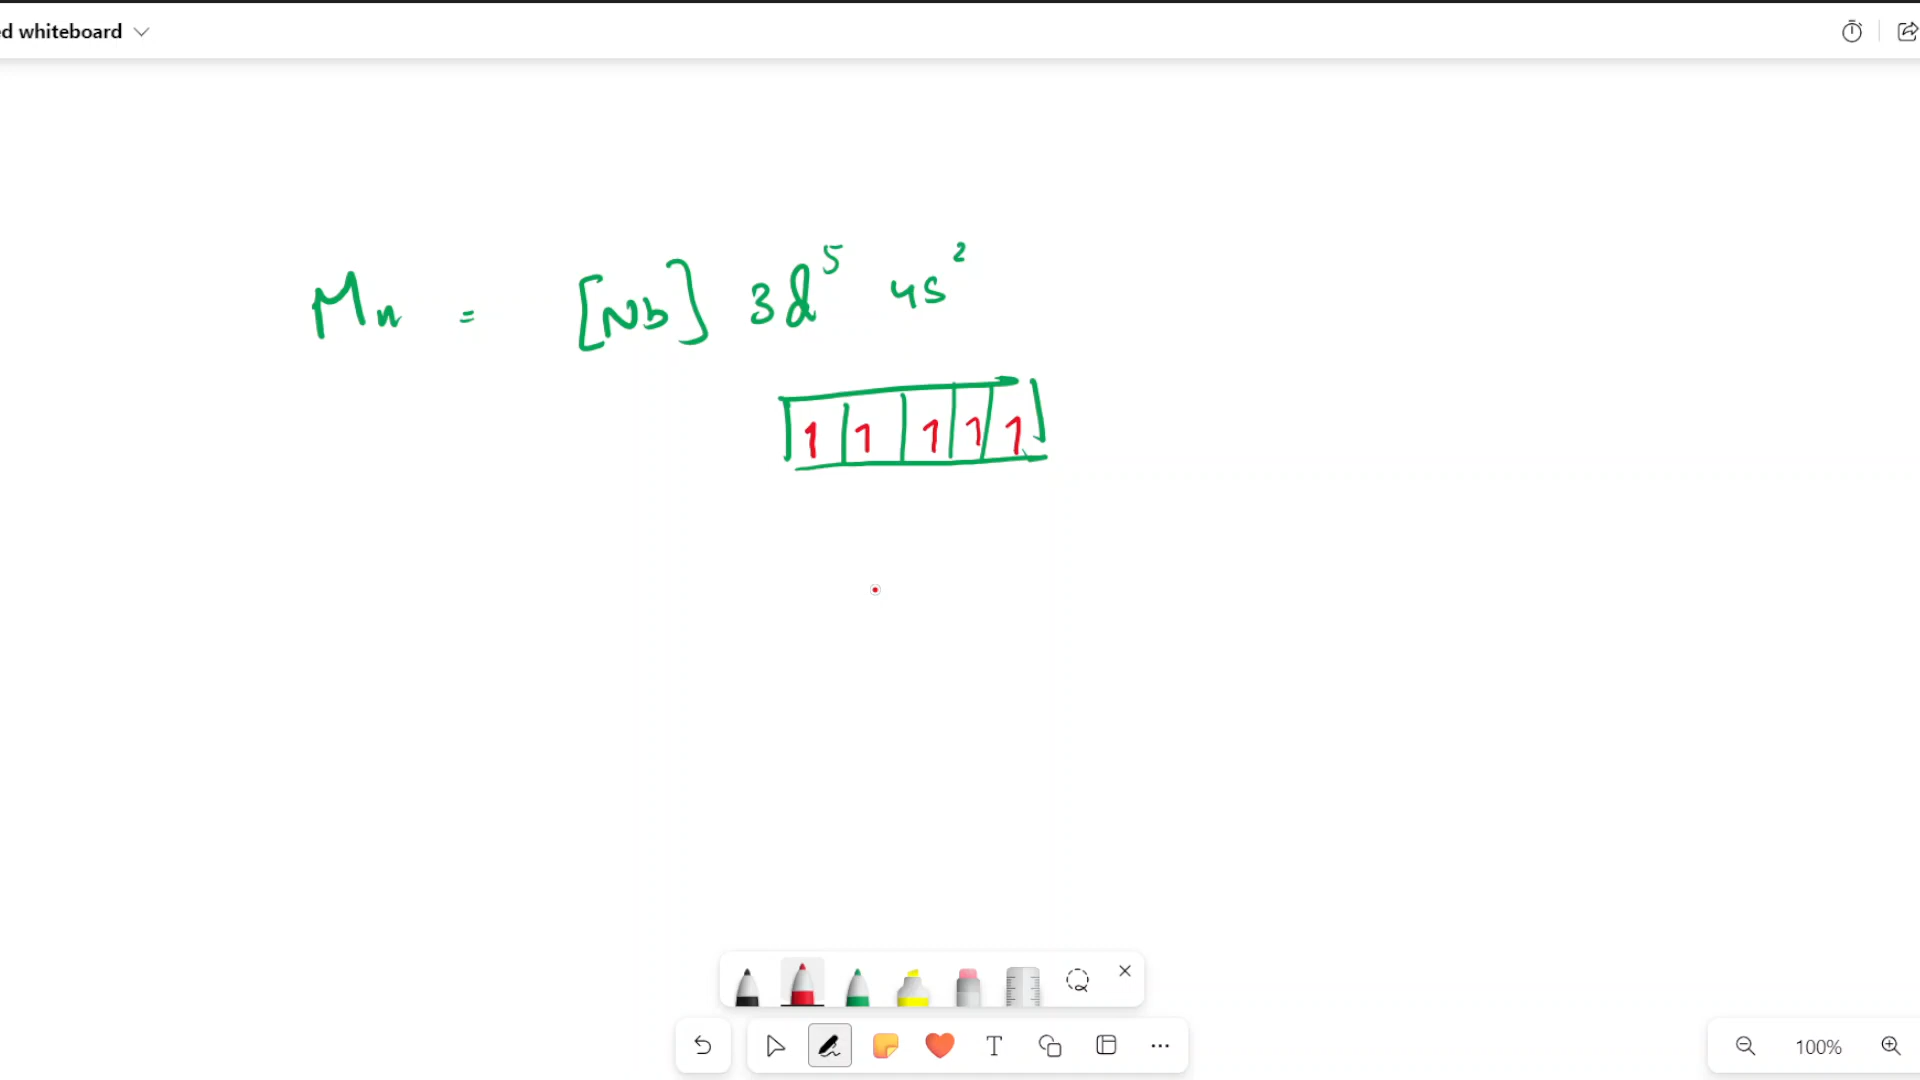 d whiteboard
Mn = [Nb] 3d⁵ 4s²
1 1 1 1 1
T
100%